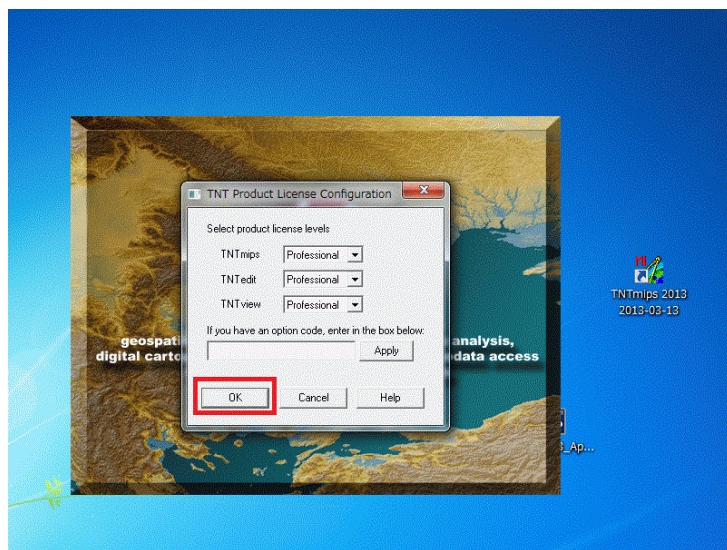 TNT Product License Configuration
Select product license levels
TNTmips Professional
TNTedit Professional
TNTview Professional
If you have an option code, enter in the box below:
Apply
OK Cancel Help
geospati analysis,
digital carto data access
MI
TNTmips 2013
2013-03-13
_Ap...